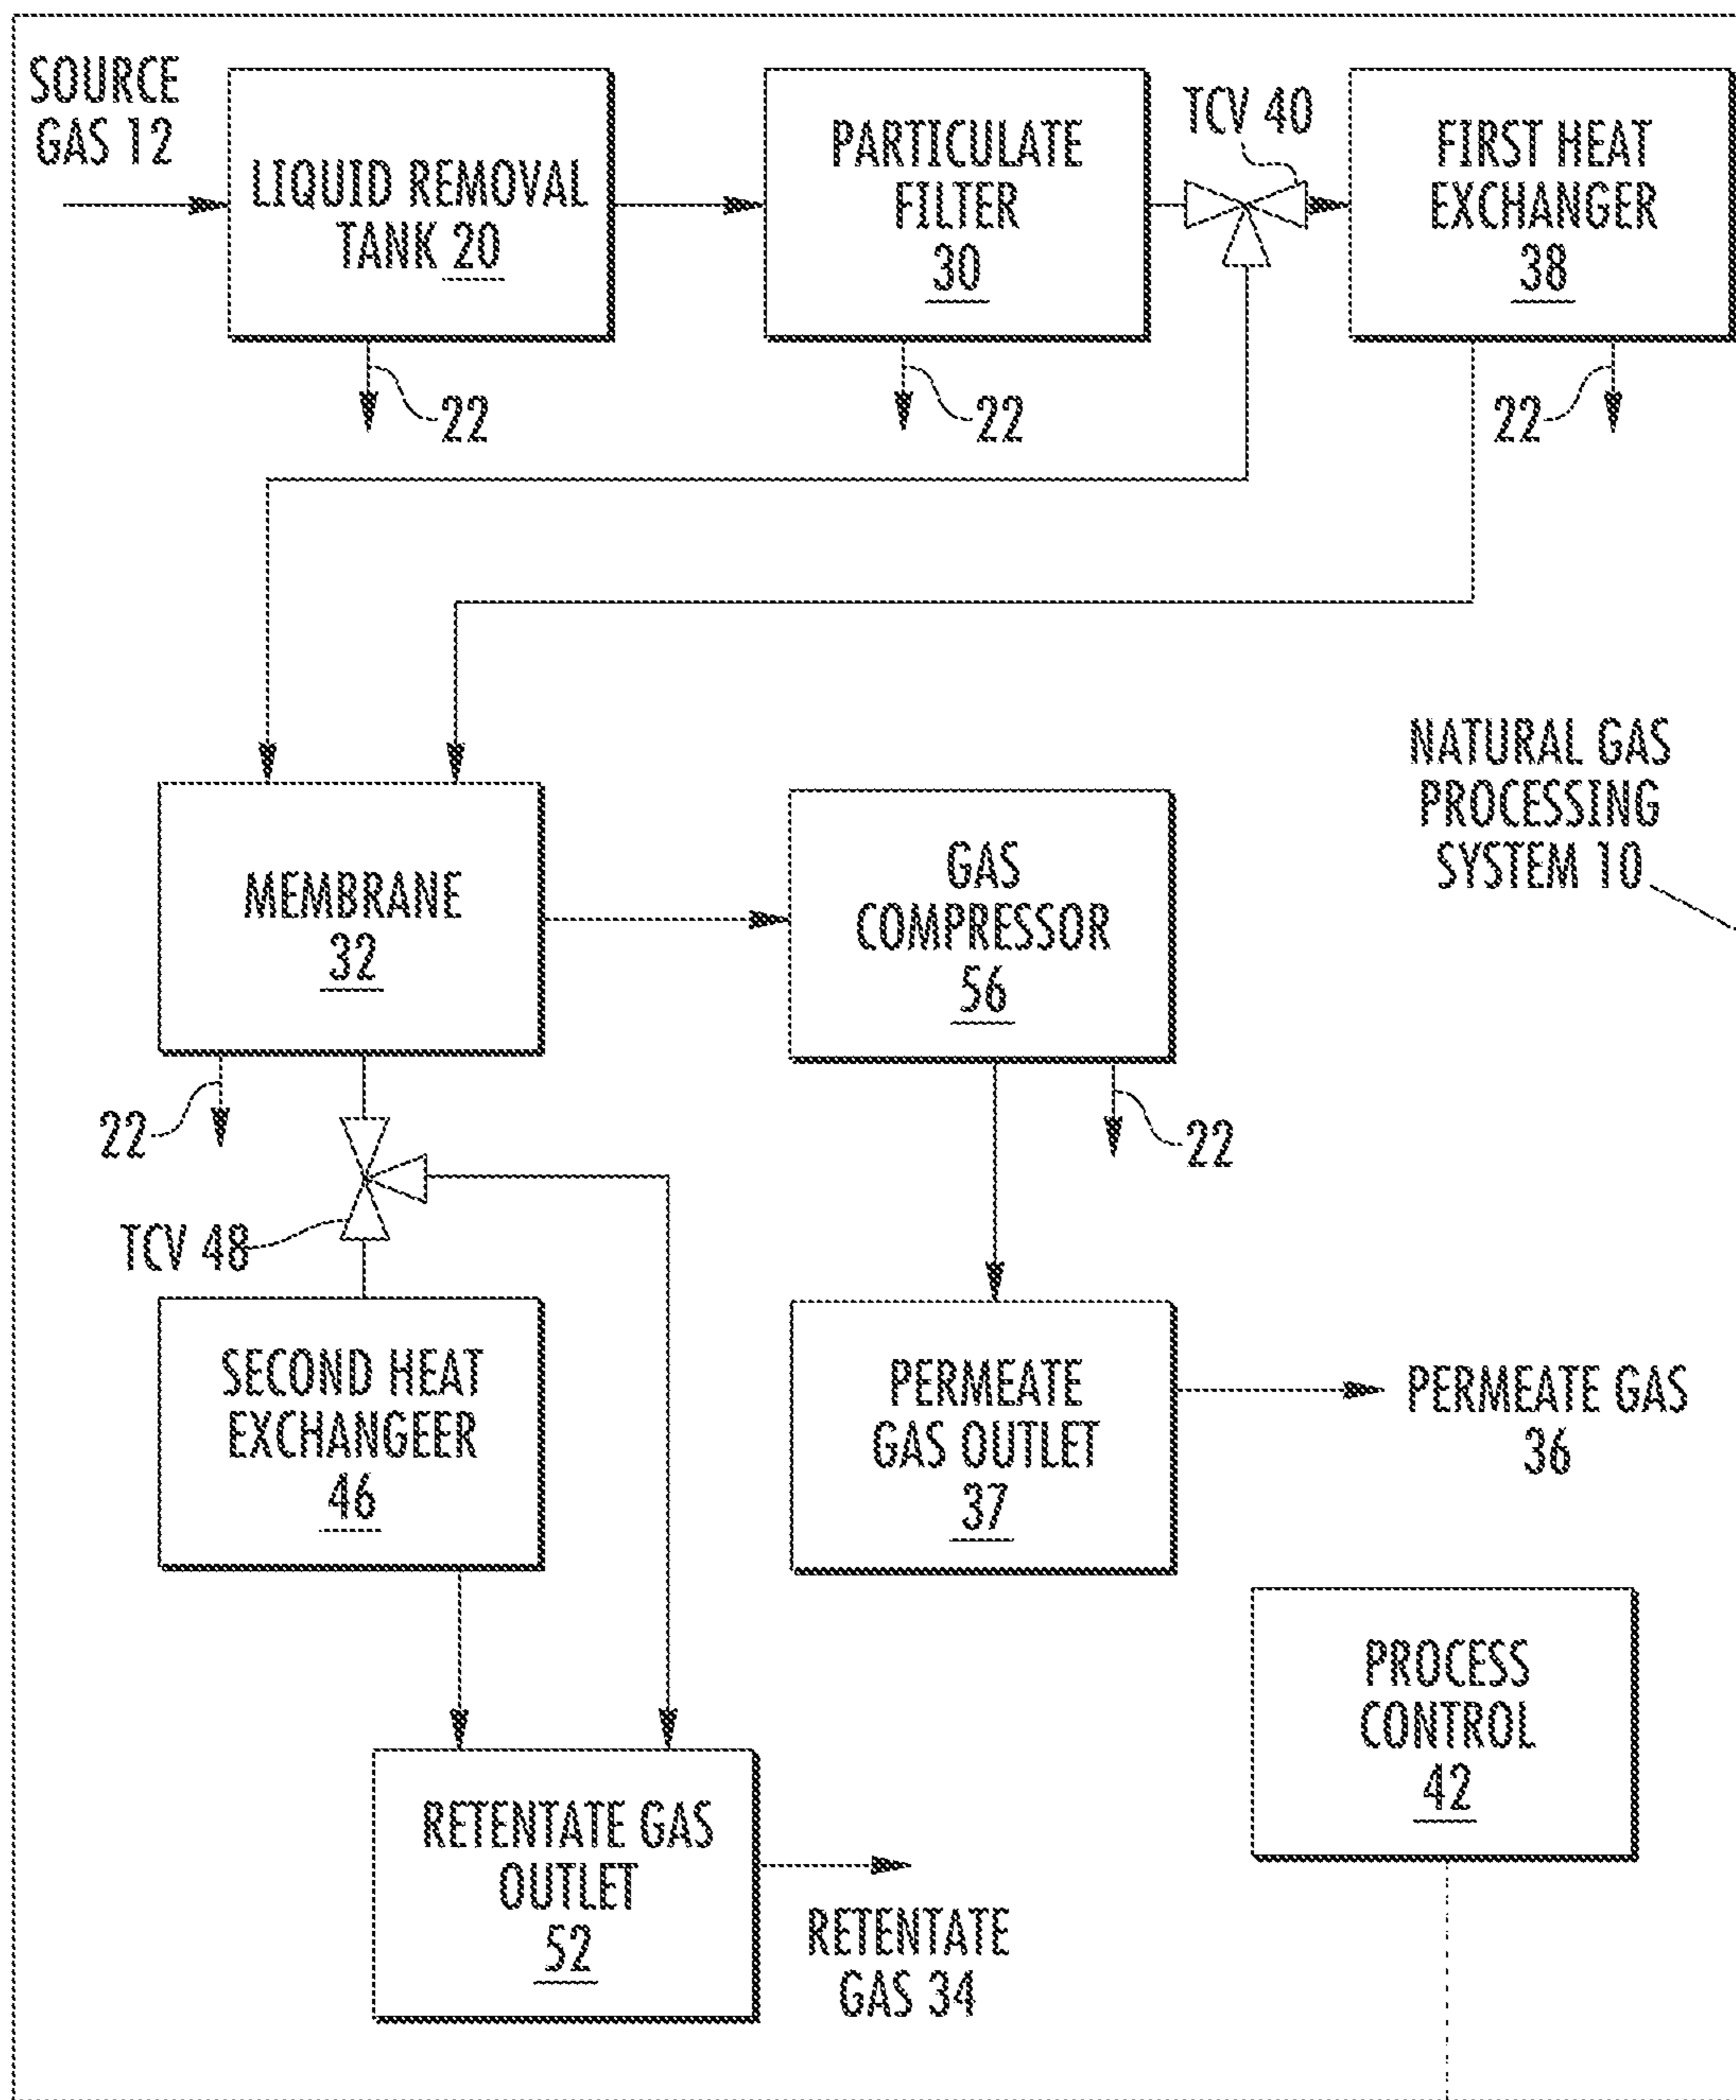 SOURCE
GAS 12
LIQUID REMOVAL
TANK 20
PARTICULATE
FILTER
30
TCV 40
FIRST HEAT
EXCHANGER
38
22
22
22
NATURAL GAS
PROCESSING
SYSTEM 10
MEMBRANE
32
GAS
COMPRESSOR
56
22
22
TCV 48
SECOND HEAT
EXCHANGEER
46
PERMEATE
GAS OUTLET
37
PERMEATE GAS
36
PROCESS
CONTROL
42
RETENTATE GAS
OUTLET
52
RETENTATE
GAS 34